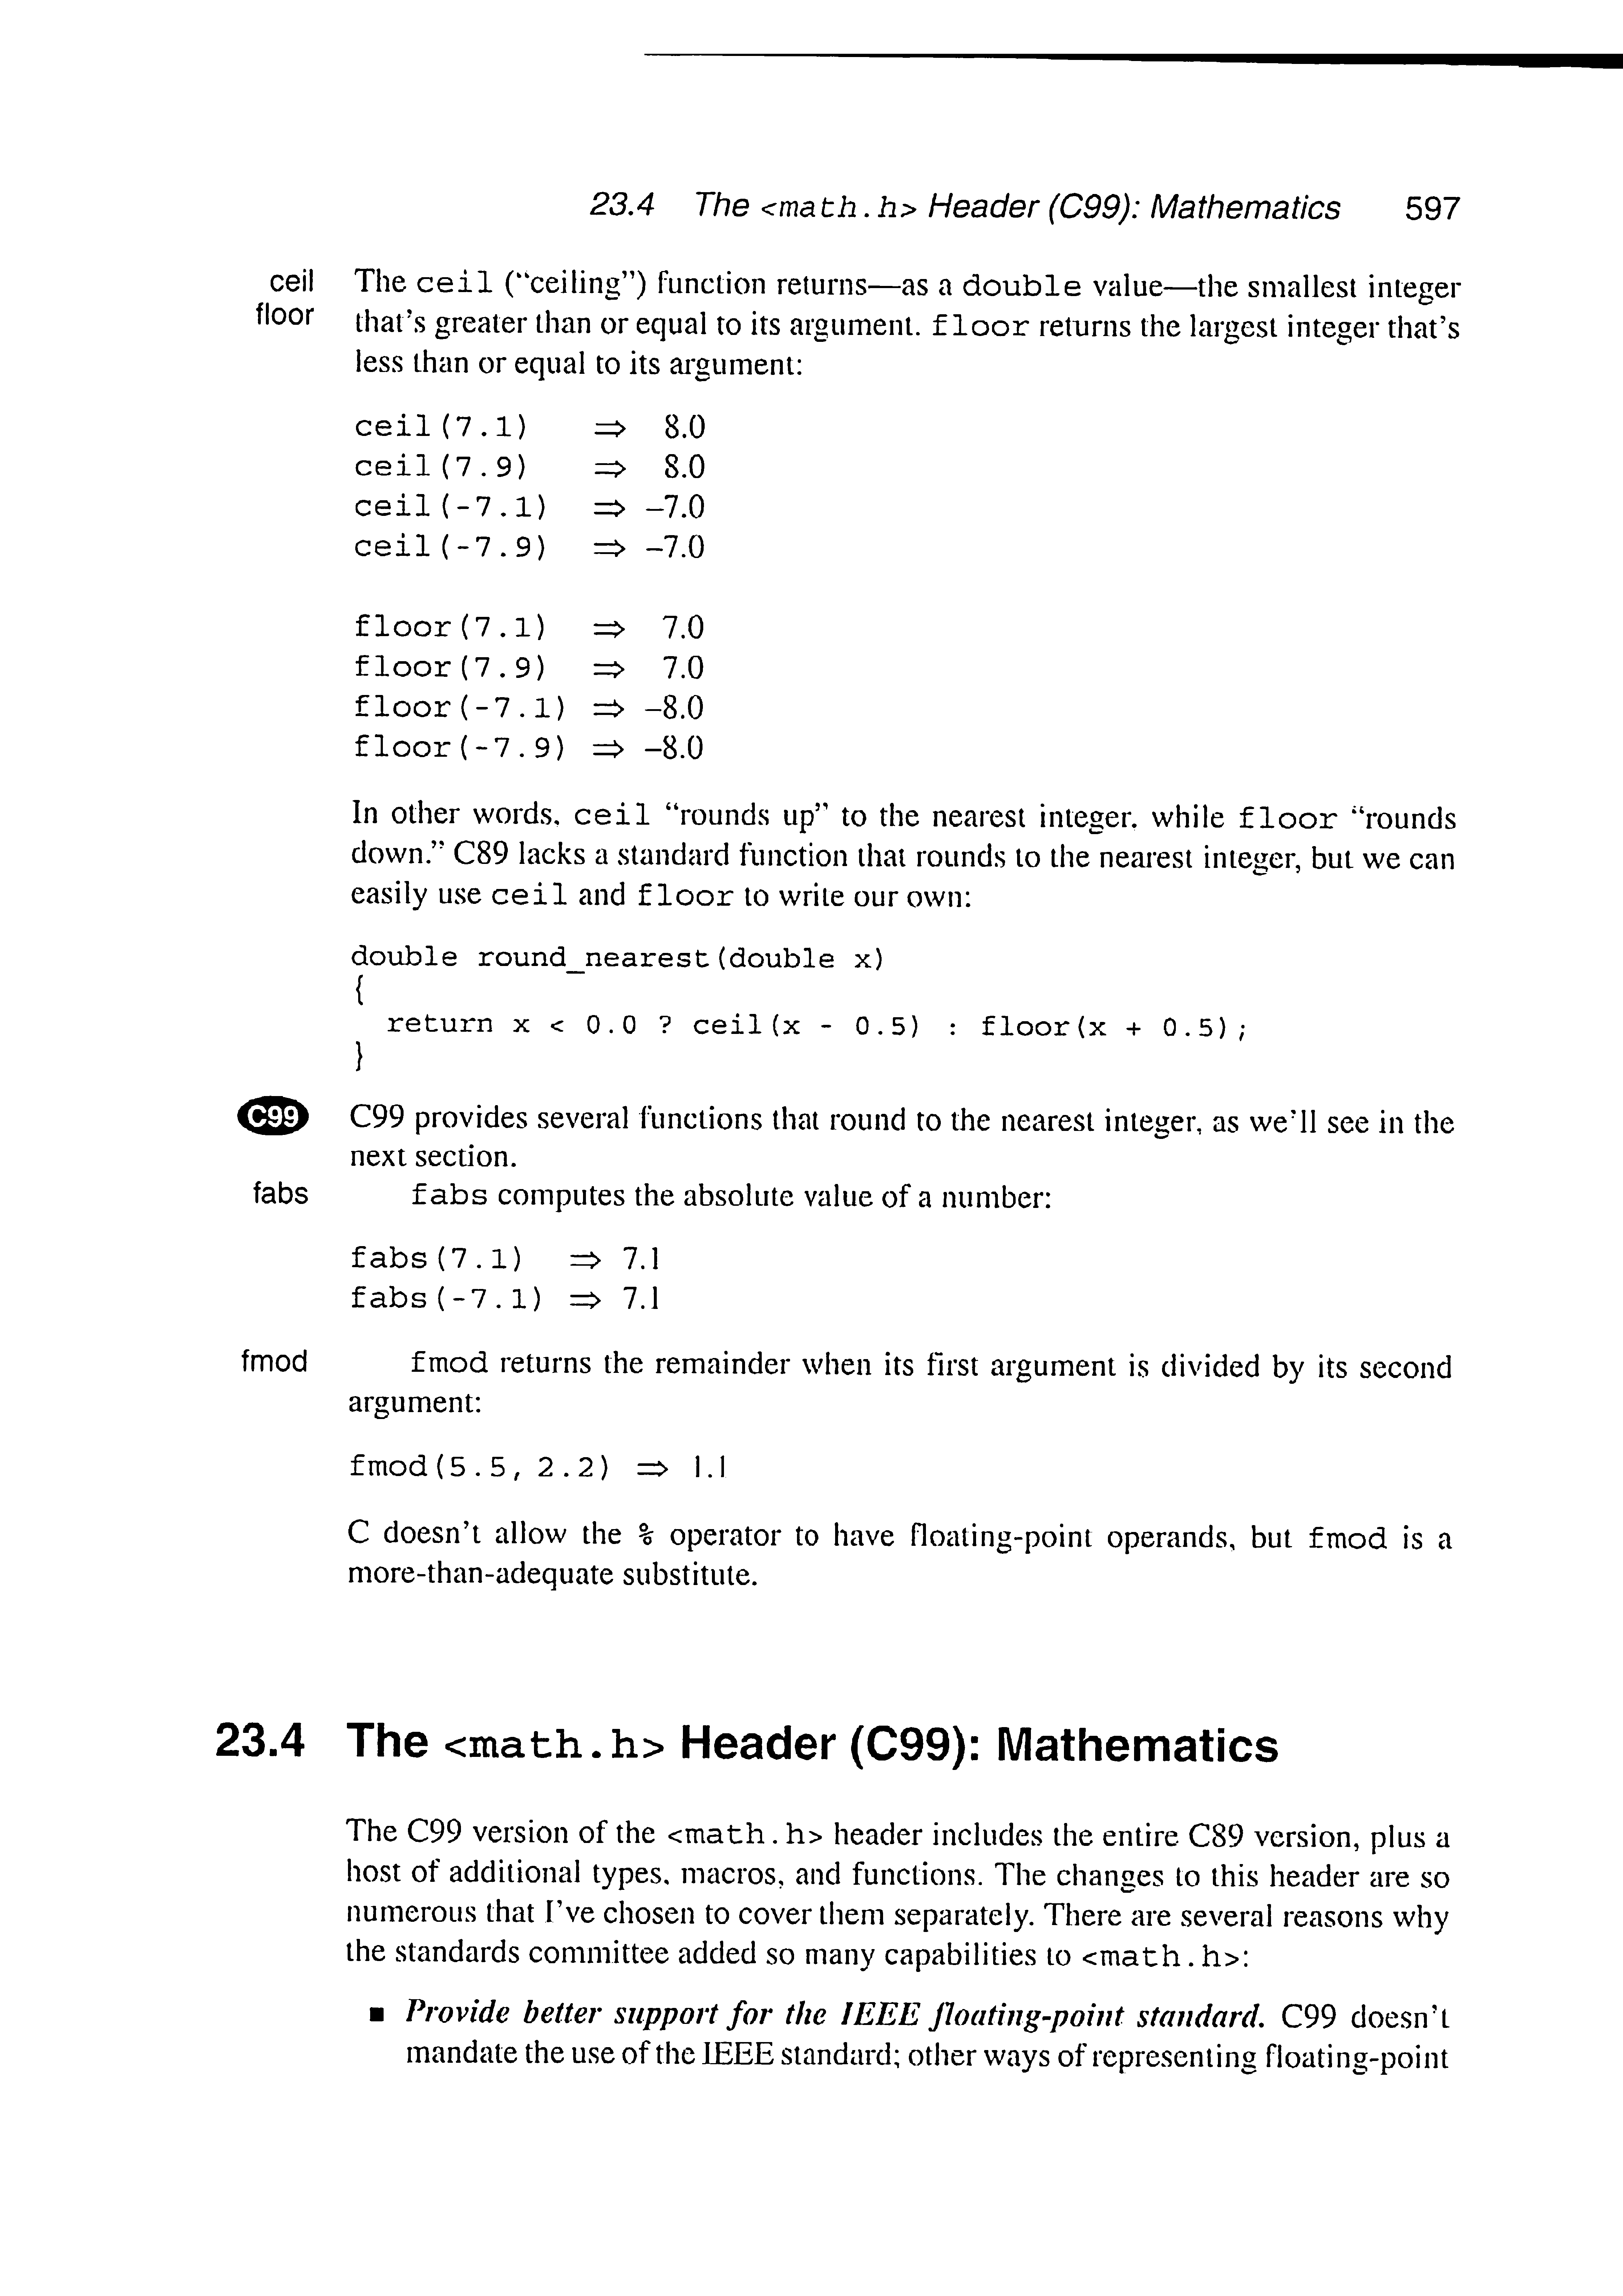 23.4 The <math.h> Header (C99): Mathematics 597
ceil The ceil (“ceiling”) function returns—as a double value—the smallest integer
floor that's greater than or equal to its argument. floor returns the largest integer that's
less than or equal to its argument:
ceil(7.1) ⇒ 8.0
ceil(7.9) ⇒ 8.0
ceil(-7.1) ⇒ –7.0
ceil(-7.9) ⇒ –7.0
floor(7.1) ⇒ 7.0
floor(7.9) ⇒ 7.0
floor(-7.1) ⇒ –8.0
floor(-7.9) ⇒ –8.0
In other words, ceil “rounds up” to the nearest integer, while floor “rounds
down.” C89 lacks a standard function that rounds to the nearest integer, but we can
easily use ceil and floor to write our own:
double round_nearest(double x)
{
return x < 0.0 ? ceil(x - 0.5) : floor(x + 0.5);
}
C99 C99 provides several functions that round to the nearest integer, as we'll see in the
next section.
fabs fabs computes the absolute value of a number:
fabs(7.1) ⇒ 7.1
fabs(-7.1) ⇒ 7.1
fmod fmod returns the remainder when its first argument is divided by its second
argument:
fmod(5.5, 2.2) ⇒ 1.1
C doesn't allow the % operator to have floating-point operands, but fmod is a
more-than-adequate substitute.
23.4 The <math.h> Header (C99): Mathematics
The C99 version of the <math.h> header includes the entire C89 version, plus a
host of additional types, macros, and functions. The changes to this header are so
numerous that I've chosen to cover them separately. There are several reasons why
the standards committee added so many capabilities to <math.h>:
■ Provide better support for the IEEE floating-point standard. C99 doesn't
mandate the use of the IEEE standard; other ways of representing floating-point